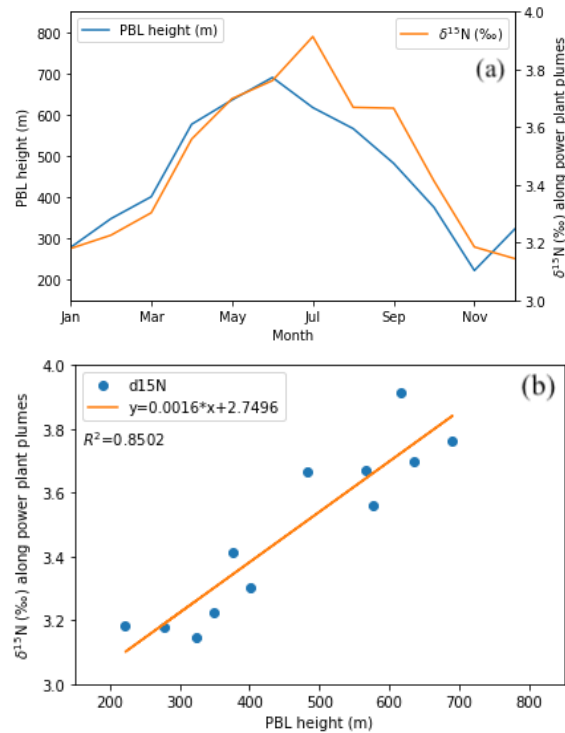 PBL height (m)
δ¹⁵N (‰)
(a)
PBL height (m)
800
700
600
500
400
300
200
4.0
3.8
3.6
3.4
3.2
3.0
δ¹⁵N (‰) along power plant plumes
Jan
Mar
May
Jul
Sep
Nov
Month
d15N
y=0.0016*x+2.7496
R²=0.8502
(b)
δ¹⁵N (‰) along power plant plumes
4.0
3.8
3.6
3.4
3.2
3.0
200
300
400
500
600
700
800
PBL height (m)